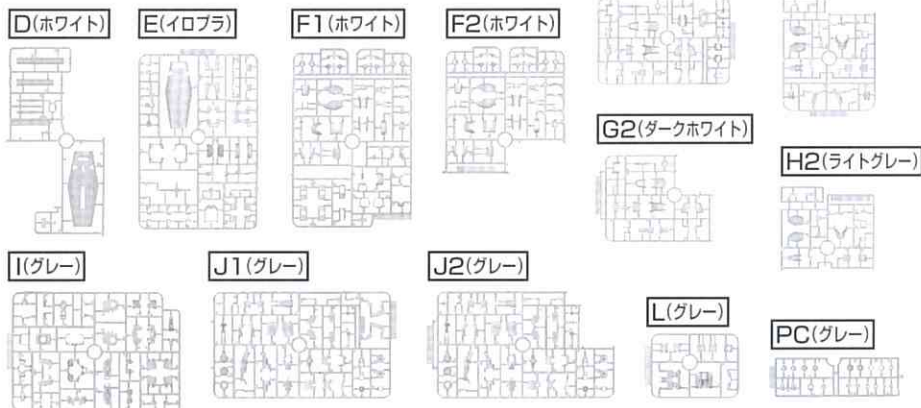 D(ホワイト)
E(イロプラ)
F1(ホワイト)
F2(ホワイト)
G2(ダークホワイト)
H2(ライトグレー)
I(グレー)
J1(グレー)
J2(グレー)
L(グレー)
PC(グレー)